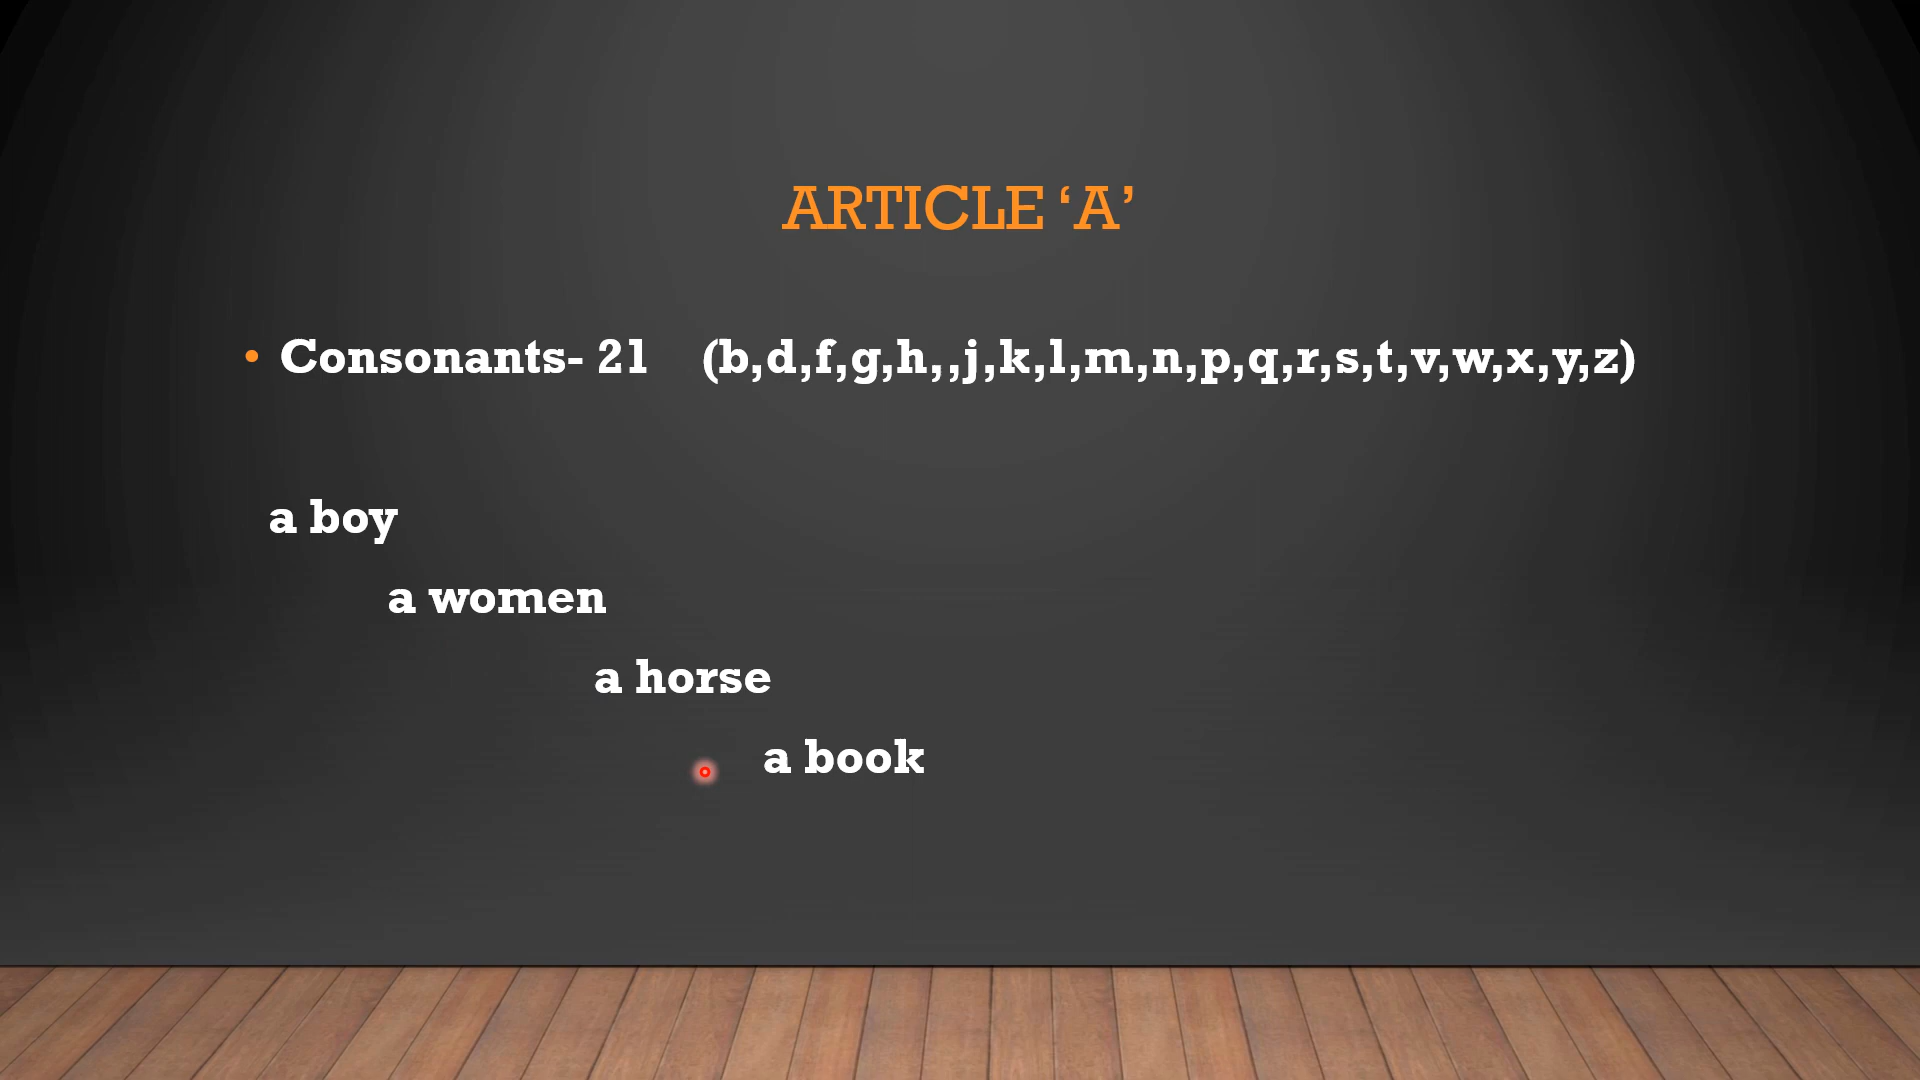 ARTICLE ‘A’
• Consonants- 21 (b,d,f,g,h,,j,k,l,m,n,p,q,r,s,t,v,w,x,y,z)
a boy
a women
a horse
a book